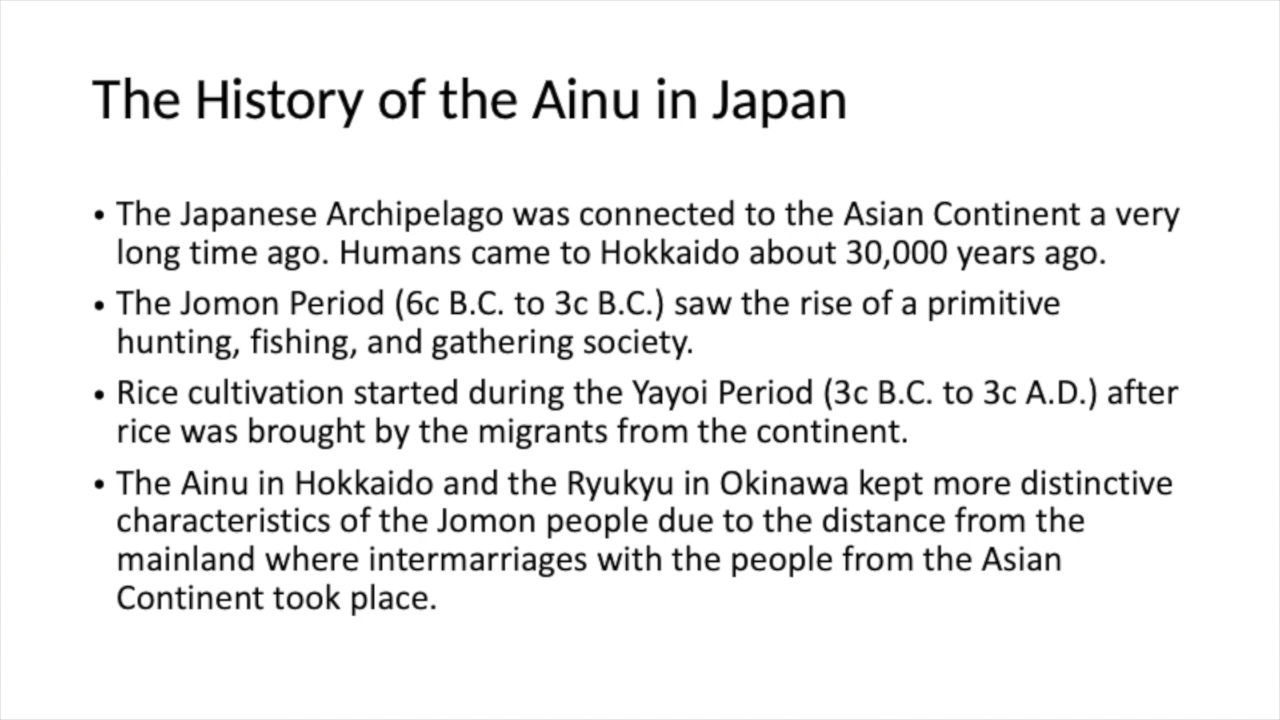 The History of the Ainu in Japan
• The Japanese Archipelago was connected to the Asian Continent a very
long time ago. Humans came to Hokkaido about 30,000 years ago.
• The Jomon Period (6c B.C. to 3c B.C.) saw the rise of a primitive
hunting, fishing, and gathering society.
• Rice cultivation started during the Yayoi Period (3c B.C. to 3c A.D.) after
rice was brought by the migrants from the continent.
• The Ainu in Hokkaido and the Ryukyu in Okinawa kept more distinctive
characteristics of the Jomon people due to the distance from the
mainland where intermarriages with the people from the Asian
Continent took place.